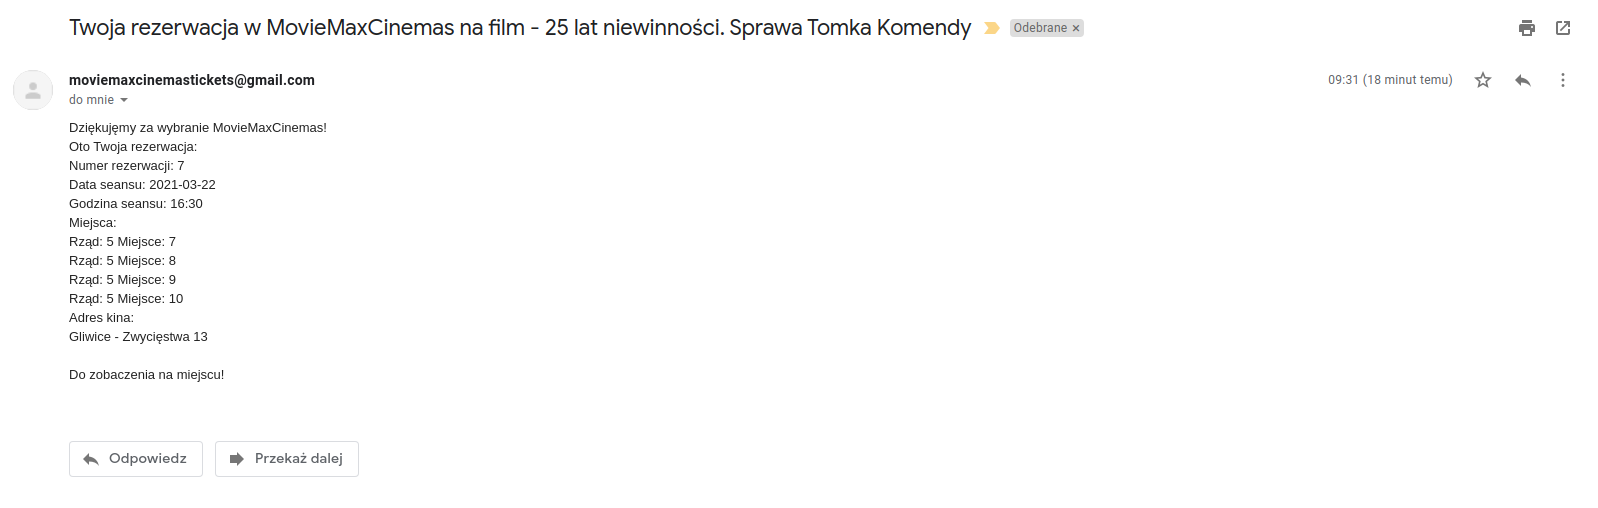 Twoja rezerwacja w MovieMaxCinemas na film - 25 lat niewinności. Sprawa Tomka Komendy
Odebrane ×
moviemaxcinemastickets@gmail.com
09:31 (18 minut temu)
do mnie
Dziękujemy za wybranie MovieMaxCinemas!
Oto Twoja rezerwacja:
Numer rezerwacji: 7
Data seansu: 2021-03-22
Godzina seansu: 16:30
Miejsca:
Rząd: 5 Miejsce: 7
Rząd: 5 Miejsce: 8
Rząd: 5 Miejsce: 9
Rząd: 5 Miejsce: 10
Adres kina:
Gliwice - Zwycięstwa 13
Do zobaczenia na miejscu!
Odpowiedz
Przekaż dalej